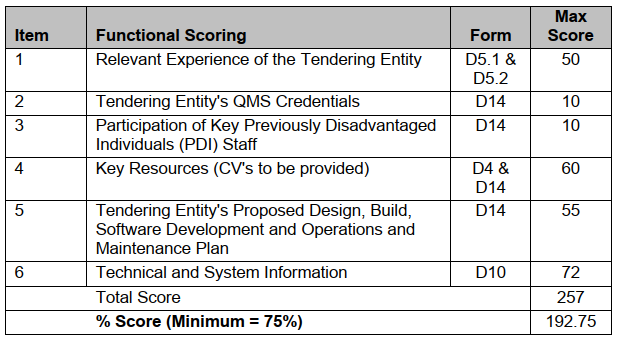 Max
Item Functional Scoring Form Score
1 Relevant Experience of the Tendering Entity D5.1 & 50
D5.2
2 Tendering Entity's QMS Credentials D14 10
3 Participation of Key Previously Disadvantaged D14 10
Individuals (PDI) Staff
4 Key Resources (CV's to be provided) D4 & 60
D14
5 Tendering Entity's Proposed Design, Build, D14 55
Software Development and Operations and
Maintenance Plan
6 Technical and System Information D10 72
Total Score 257
% Score (Minimum = 75%) 192.75